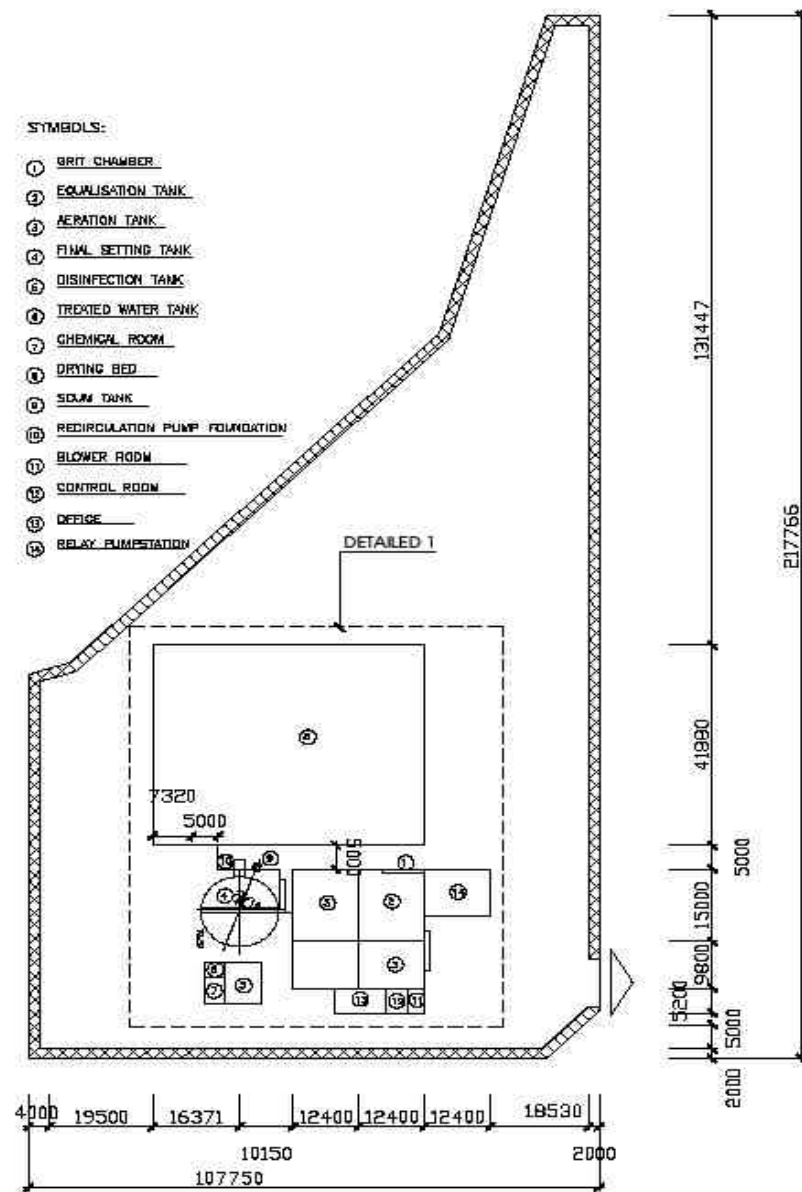 SYMBOLS:
1 GRIT CHAMBER
2 EQUALISATION TANK
3 AERATION TANK
4 FINAL SETTING TANK
5 DISINFECTION TANK
6 TREATED WATER TANK
7 CHEMICAL ROOM
8 DRYING BED
9 SCUM TANK
10 RECIRCULATION PUMP FOUNDATION
11 BLOWER ROOM
12 CONTROL ROOM
13 OFFICE
14 RELAY PUMPSTATION
DETAILED 1
131447
217766
7320
5000
41880
5000
5000
15000
9800
5200
5000
2000
4000
19500
16371
12400
12400
12400
18530
10150
2000
107750